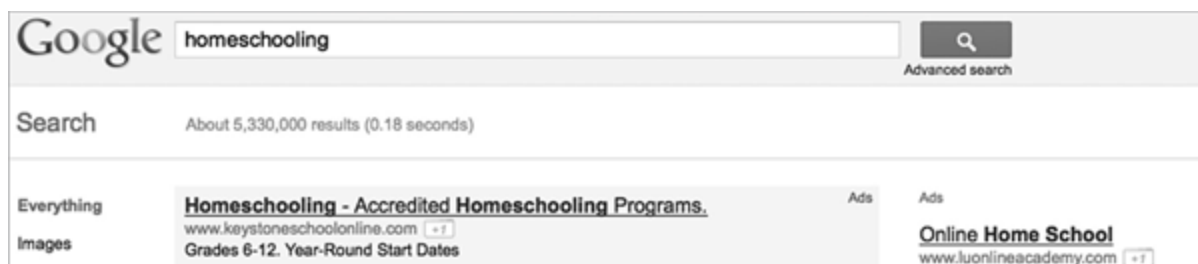 Google homeschooling
Advanced search
Search About 5,330,000 results (0.18 seconds)
Everything
Images
Homeschooling - Accredited Homeschooling Programs. Ads
www.keystoneschoolonline.com +1
Grades 6-12. Year-Round Start Dates
Ads
Online Home School
www.luonlineacademy.com +1